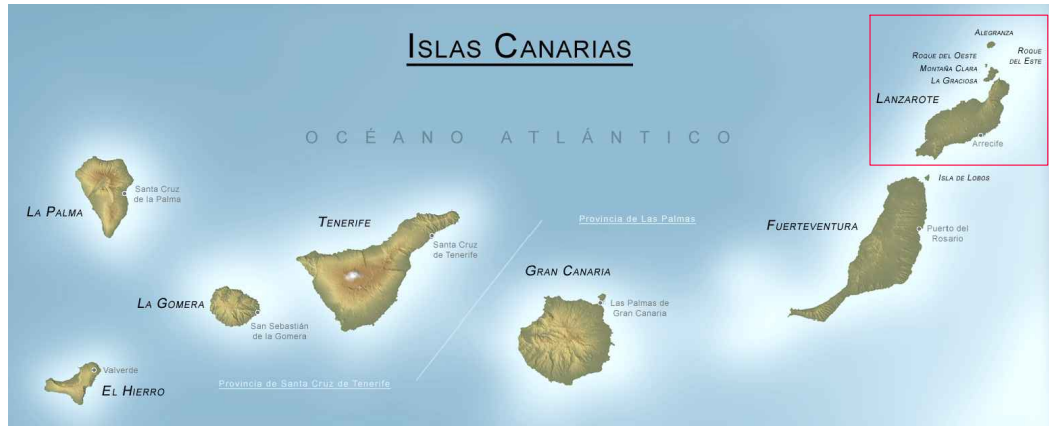 ISLAS CANARIAS
OCÉANO ATLÁNTICO
ALEGRANZA
ROQUE DEL OESTE
ROQUE
DEL ESTE
MONTAÑA CLARA
LA GRACIOSA
LANZAROTE
Arrecife
ISLA DE LOBOS
FUERTEVENTURA
Puerto del
Rosario
LA PALMA
Santa Cruz
de la Palma
TENERIFE
Santa Cruz
de Tenerife
Provincia de Las Palmas
GRAN CANARIA
Las Palmas de
Gran Canaria
LA GOMERA
San Sebastián
de la Gomera
Valverde
EL HIERRO
Provincia de Santa Cruz de Tenerife